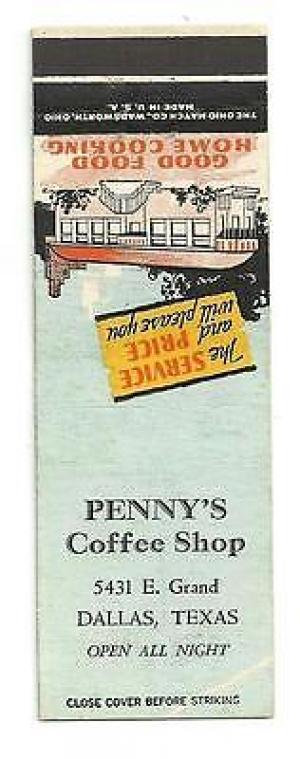 THE OHIO MATCH CO., WADSWORTH, OHIO
MADE IN U. S. A.
GOOD FOOD
HOME COOKING
The SERVICE
and PRICE
will please you
PENNY'S
Coffee Shop
5431 E. Grand
DALLAS, TEXAS
OPEN ALL NIGHT
CLOSE COVER BEFORE STRIKING